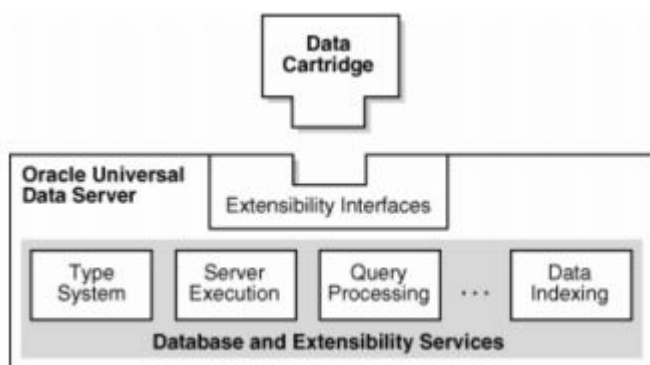 Data
Cartridge
Oracle Universal
Data Server
Extensibility Interfaces
Type
System
Server
Execution
Query
Processing
...
Data
Indexing
Database and Extensibility Services